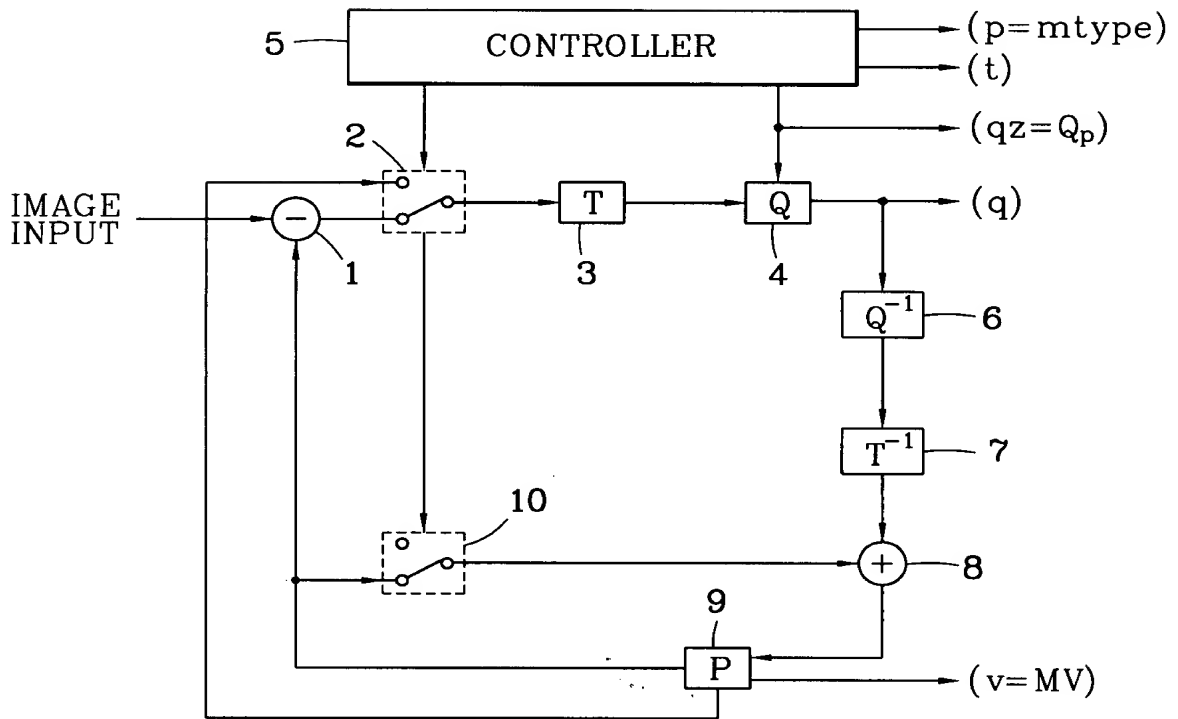 5
CONTROLLER
(p=mtype)
(t)
(qz=Qp)
2
IMAGE
INPUT
−
1
T
3
Q
4
(q)
Q⁻¹
6
T⁻¹
7
10
+
8
9
P
(v=MV)